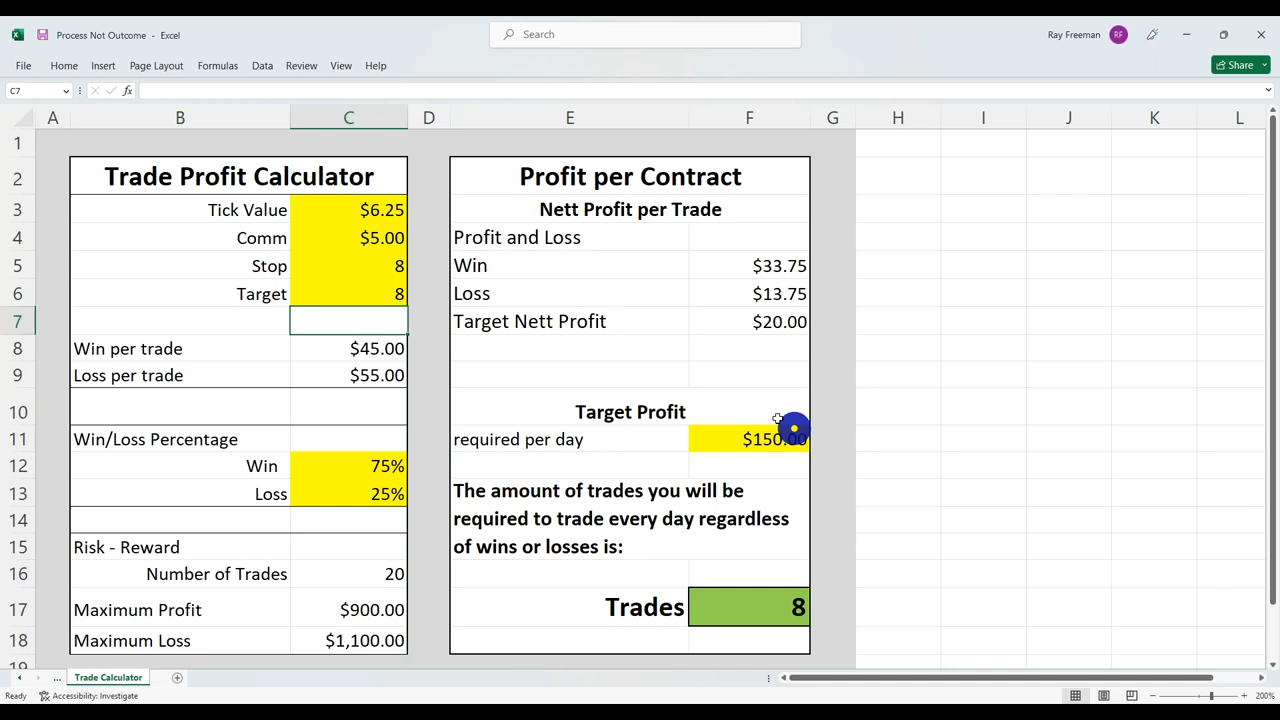 Process Not Outcome - Excel
Search
Ray Freeman RF
File Home Insert Page Layout Formulas Data Review View Help
Share
C7
fx
A B C D E F G H I J K L
1
2 Trade Profit Calculator Profit per Contract
3 Tick Value $6.25 Nett Profit per Trade
4 Comm $5.00 Profit and Loss
5 Stop 8 Win $33.75
6 Target 8 Loss $13.75
7 Target Nett Profit $20.00
8 Win per trade $45.00
9 Loss per trade $55.00
10 Target Profit
11 Win/Loss Percentage required per day $150.00
12 Win 75%
13 Loss 25% The amount of trades you will be
14 required to trade every day regardless
15 Risk - Reward of wins or losses is:
16 Number of Trades 20
17 Maximum Profit $900.00 Trades 8
18 Maximum Loss $1,100.00
19
... Trade Calculator
Ready Accessibility: Investigate 200%